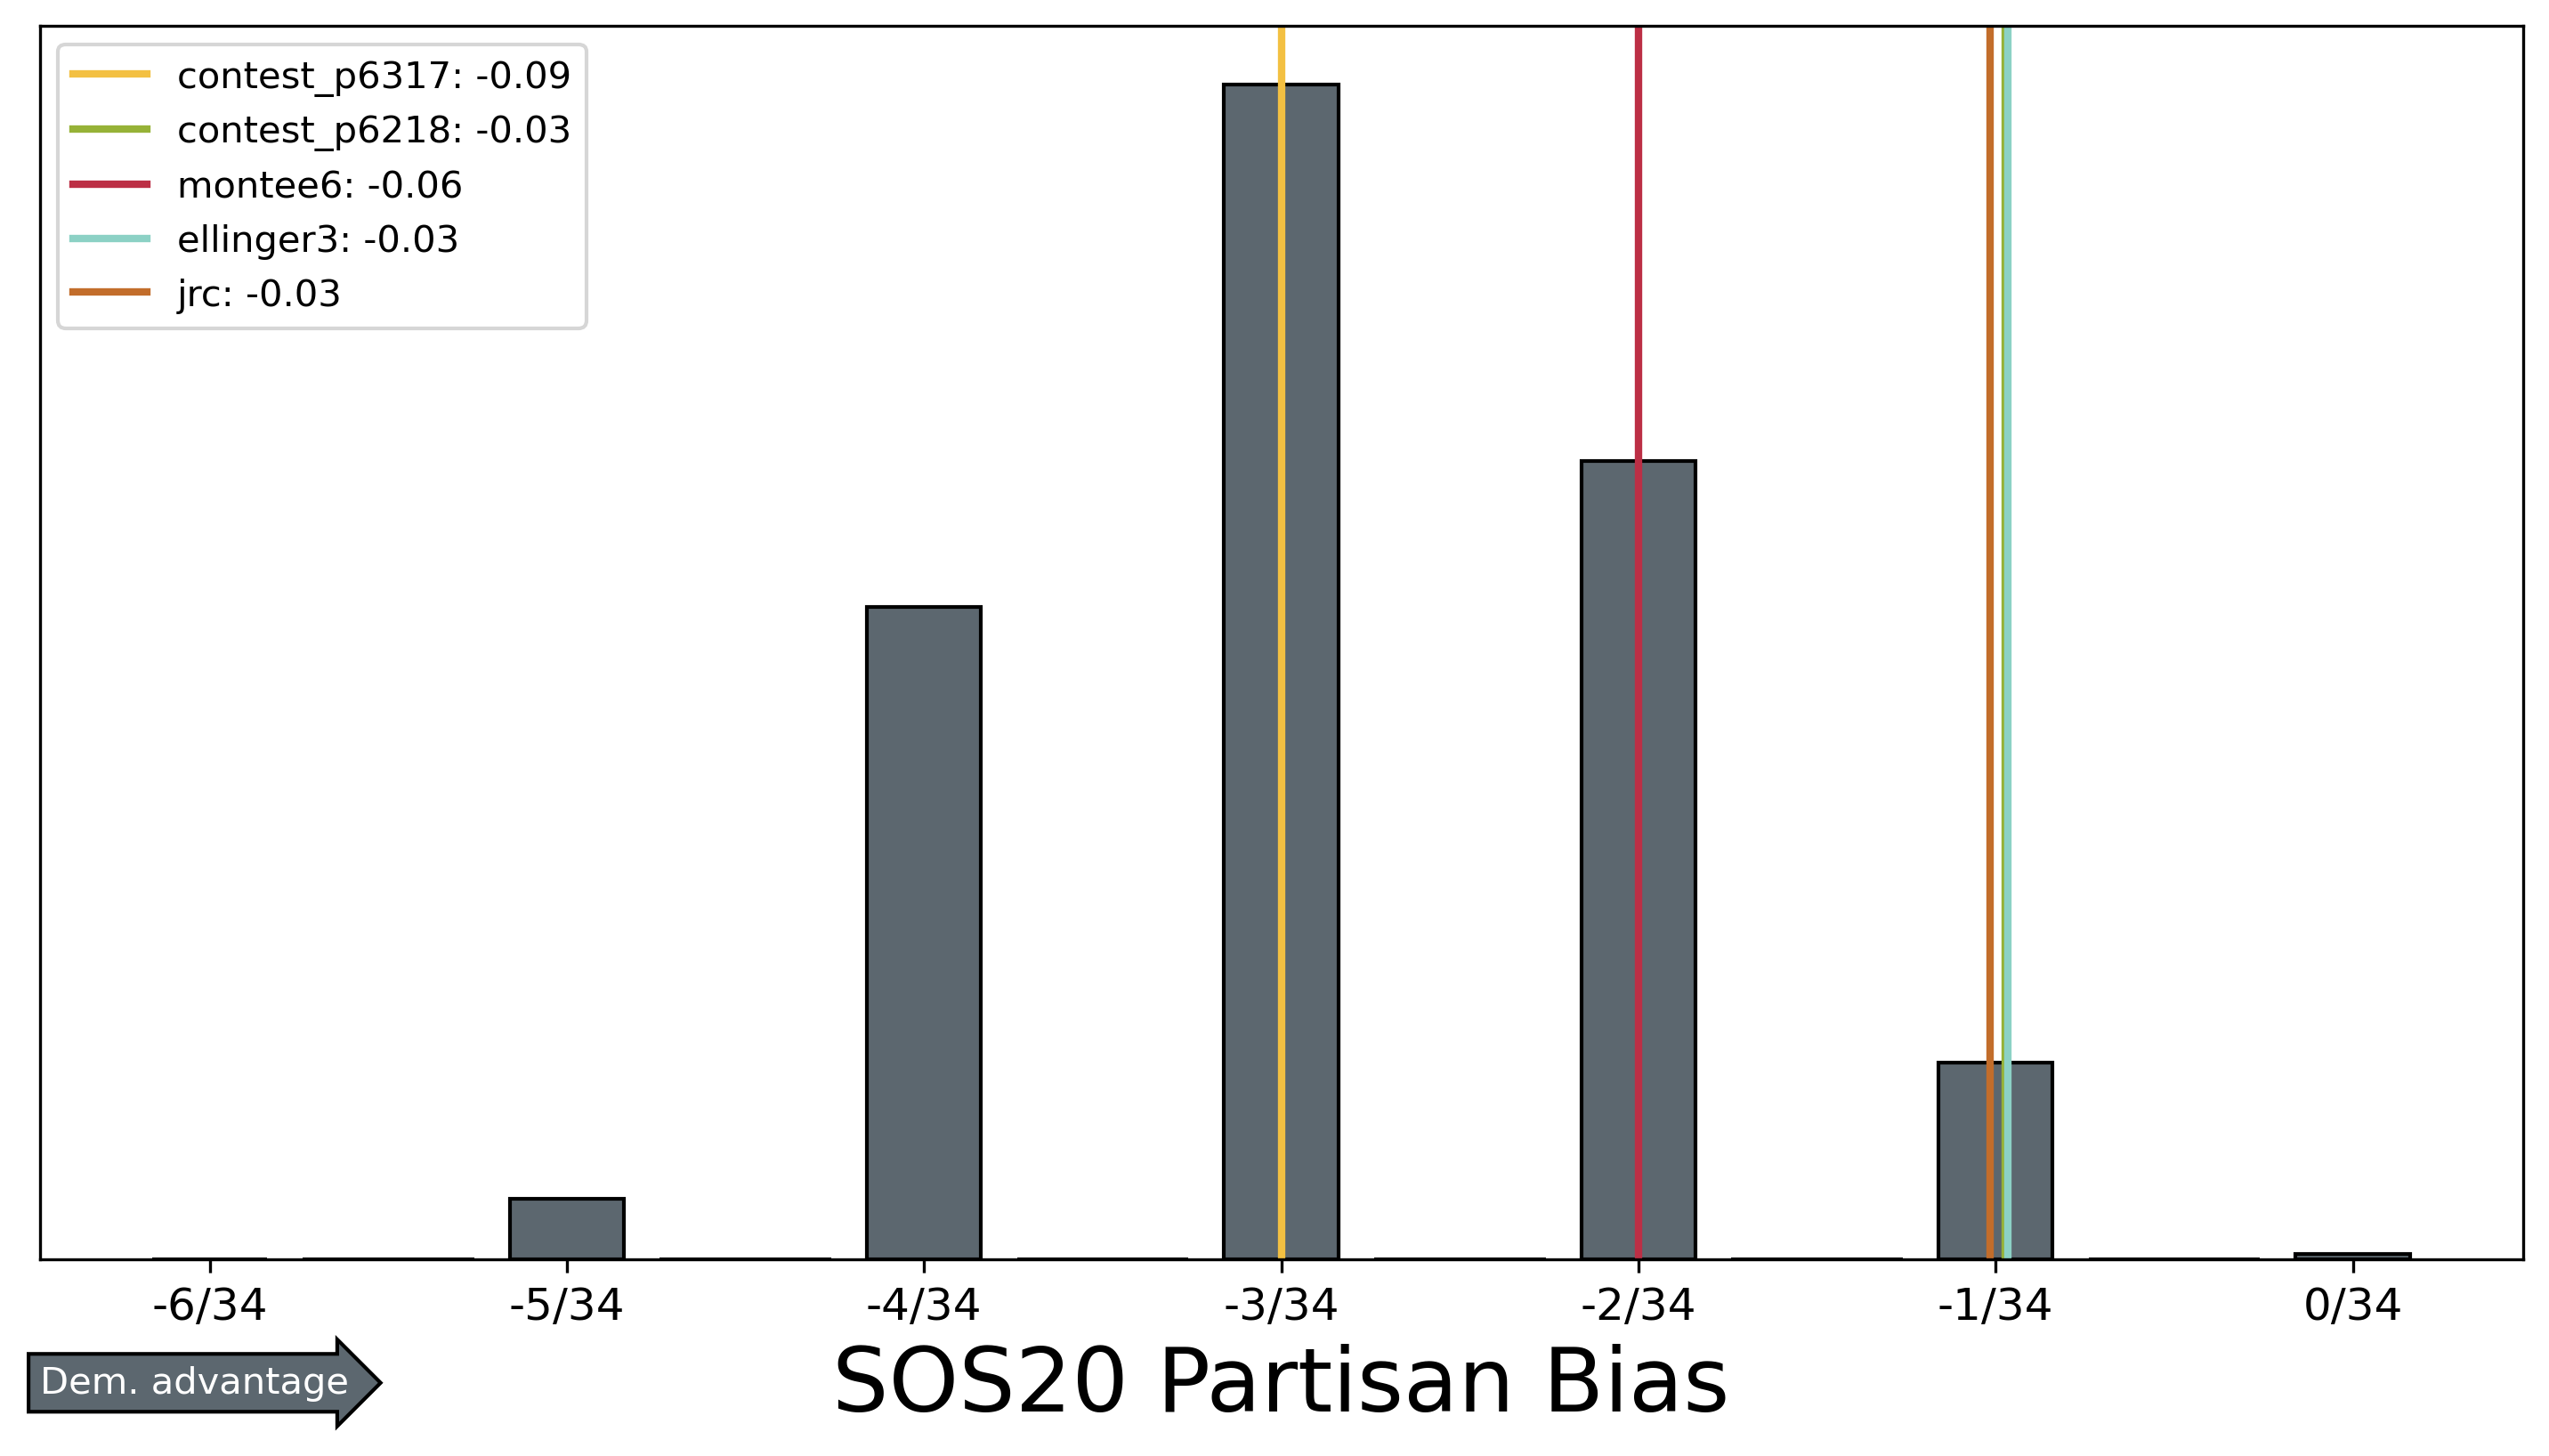 contest_p6317: -0.09
contest_p6218: -0.03
montee6: -0.06
ellinger3: -0.03
jrc: -0.03
-6/34 -5/34 -4/34 -3/34 -2/34 -1/34 0/34
Dem. advantage
SOS20 Partisan Bias